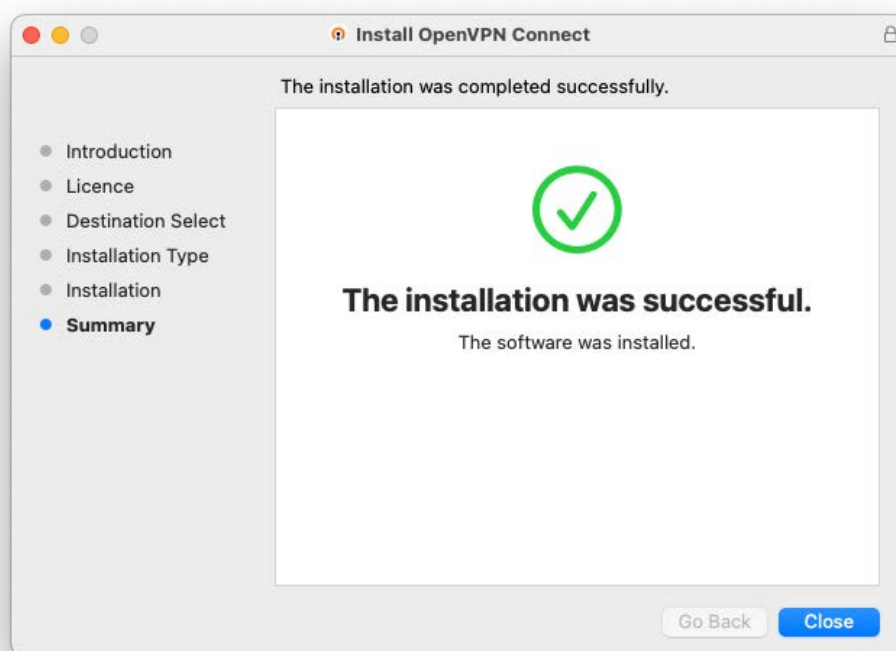 Install OpenVPN Connect
The installation was completed successfully.
Introduction
Licence
Destination Select
Installation Type
Installation
Summary
The installation was successful.
The software was installed.
Go Back
Close